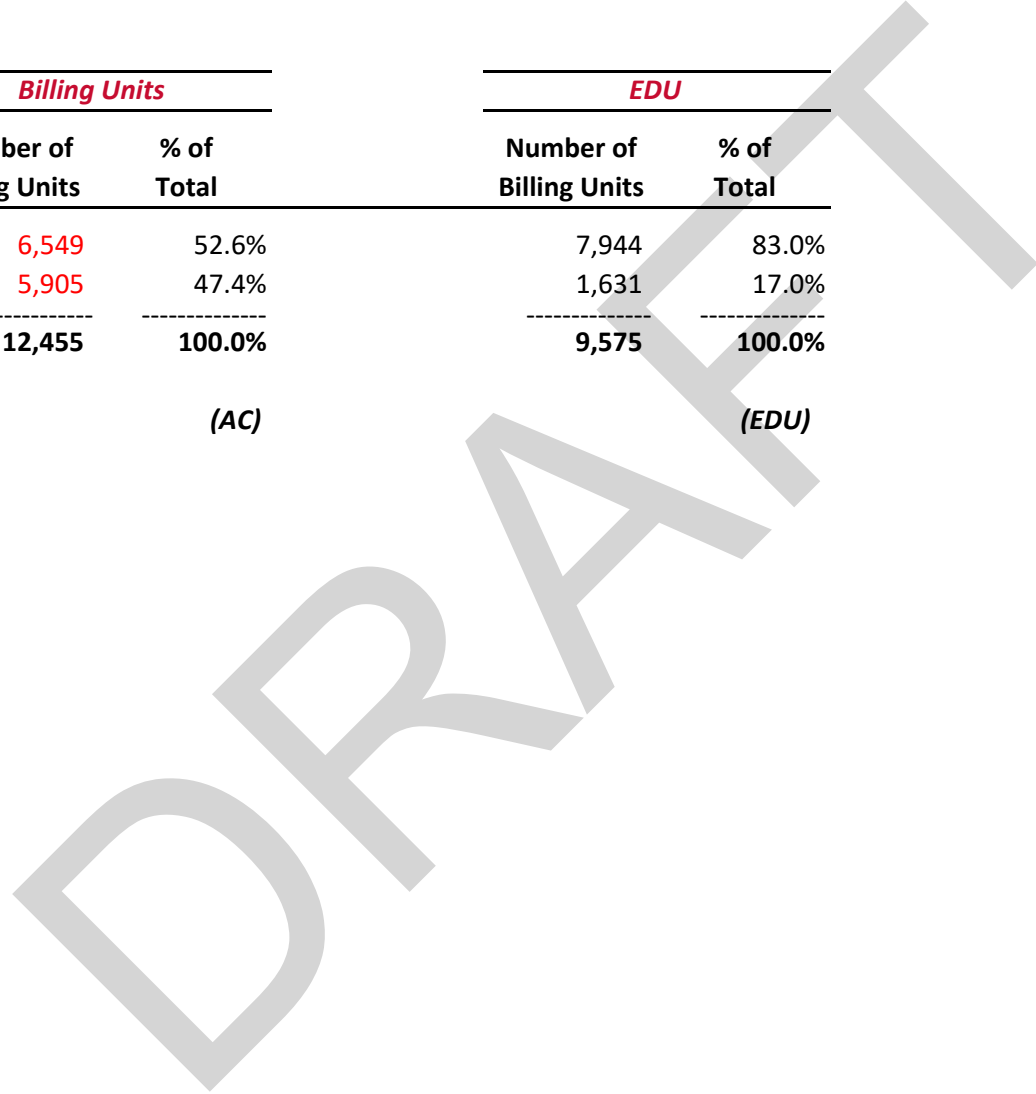 Billing Units EDU
ber of % of Number of % of
g Units Total Billing Units Total
6,549 52.6% 7,944 83.0%
5,905 47.4% 1,631 17.0%
12,455 100.0% 9,575 100.0%
(AC) (EDU)
DRAFT